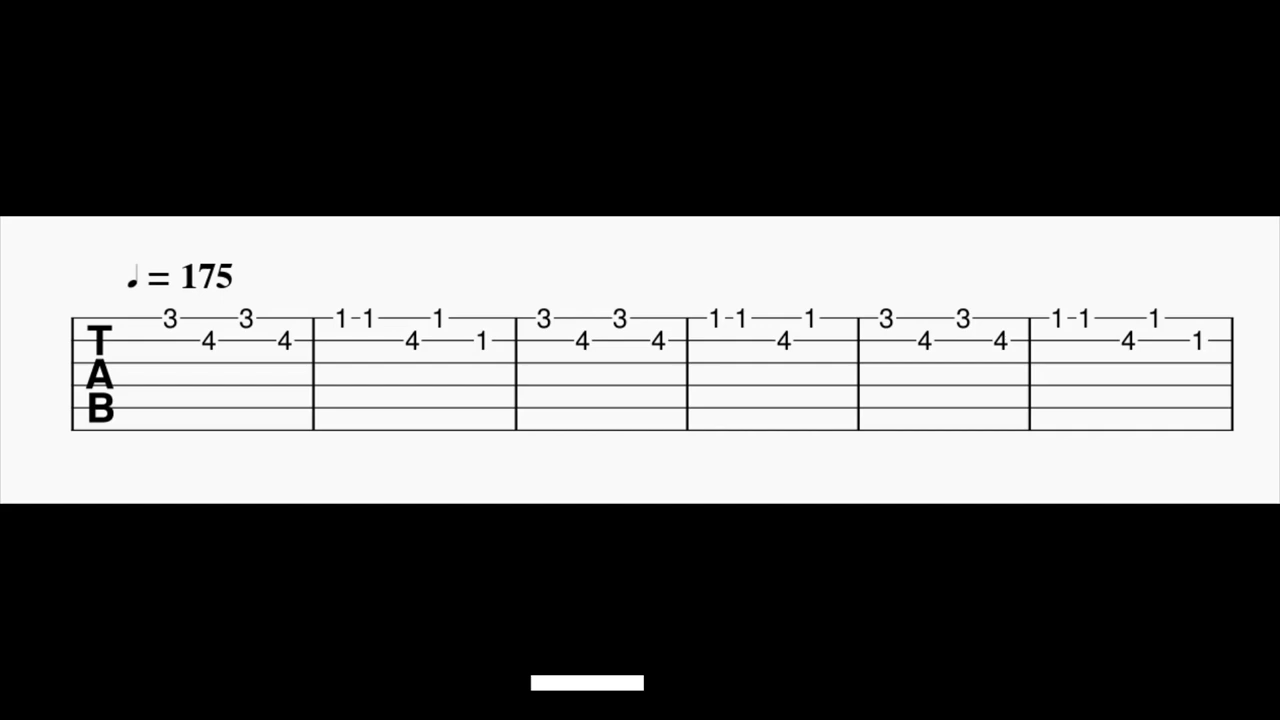 ♩ = 175
3 3 1 1 1 3 3 1 1 1 3 3 1 1 1
T 4 4 4 1 4 4 4 4 4 4 1
A
B